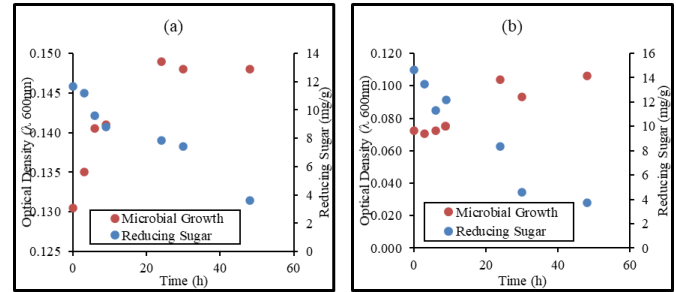 (a)
0.150
0.145
0.140
0.135
0.130
0.125
Optical Density (λ 600nm)
14
12
10
8
6
4
2
0
Reducing Sugar (mg/g)
Microbial Growth
Reducing Sugar
0 20 40 60
Time (h)
(b)
0.120
0.100
0.080
0.060
0.040
0.020
0.000
Optical Density (λ 600nm)
16
14
12
10
8
6
4
2
0
Reducing Sugar (mg/g)
Microbial Growth
Reducing Sugar
0 20 40 60
Time (h)